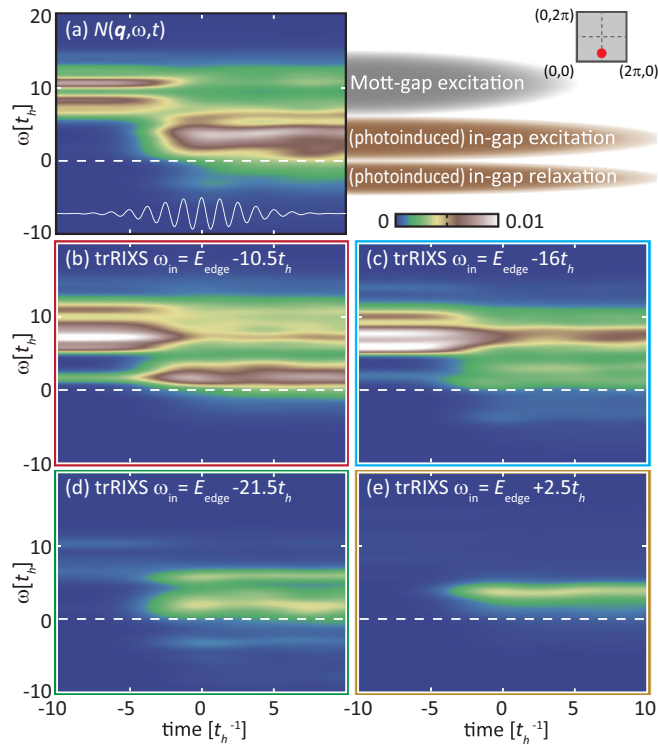 (a) N(q,ω,t)
20
10
0
-10
ω[t_h]
(0,2π)
(0,0)
(2π,0)
Mott-gap excitation
(photoinduced) in-gap excitation
(photoinduced) in-gap relaxation
0
0.01
(b) trRIXS ω_in = E_edge -10.5t_h
(c) trRIXS ω_in = E_edge -16t_h
10
0
-10
ω[t_h]
(d) trRIXS ω_in = E_edge -21.5t_h
(e) trRIXS ω_in = E_edge +2.5t_h
10
0
-10
ω[t_h]
-10 -5 0 5 -10 -5 0 5 10
time [t_h^-1]
time [t_h^-1]